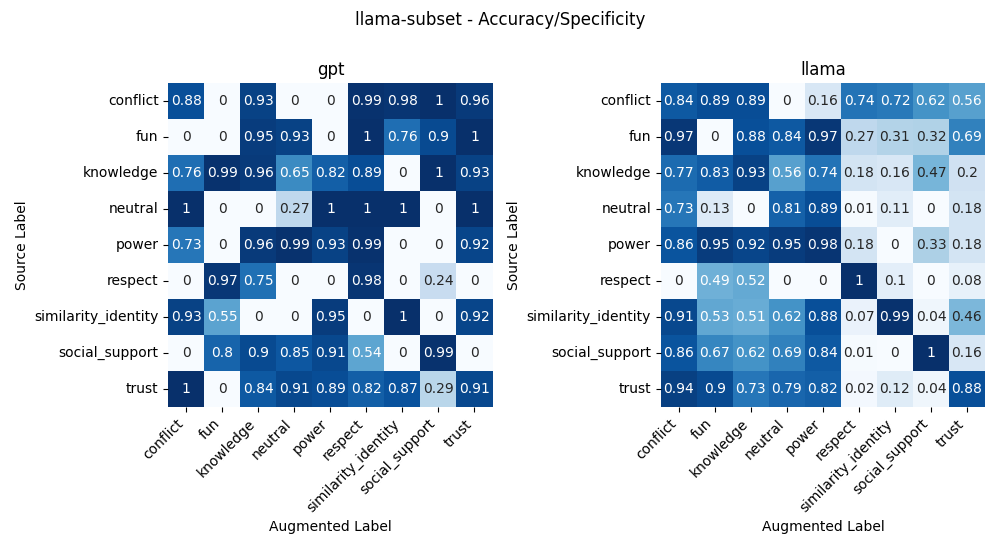 llama-subset - Accuracy/Specificity
gpt
Source Label
conflict 0.88 0 0.93 0 0 0.99 0.98 1 0.96
fun 0 0 0.95 0.93 0 1 0.76 0.9 1
knowledge 0.76 0.99 0.96 0.65 0.82 0.89 0 1 0.93
neutral 1 0 0 0.27 1 1 1 0 1
power 0.73 0 0.96 0.99 0.93 0.99 0 0 0.92
respect 0 0.97 0.75 0 0 0.98 0 0.24 0
similarity_identity 0.93 0.55 0 0 0.95 0 1 0 0.92
social_support 0 0.8 0.9 0.85 0.91 0.54 0 0.99 0
trust 1 0 0.84 0.91 0.89 0.82 0.87 0.29 0.91
conflict fun knowledge neutral power respect similarity_identity social_support trust
Augmented Label
llama
Source Label
conflict 0.84 0.89 0.89 0 0.16 0.74 0.72 0.62 0.56
fun 0.97 0 0.88 0.84 0.97 0.27 0.31 0.32 0.69
knowledge 0.77 0.83 0.93 0.56 0.74 0.18 0.16 0.47 0.2
neutral 0.73 0.13 0 0.81 0.89 0.01 0.11 0 0.18
power 0.86 0.95 0.92 0.95 0.98 0.18 0 0.33 0.18
respect 0 0.49 0.52 0 0 1 0.1 0 0.08
similarity_identity 0.91 0.53 0.51 0.62 0.88 0.07 0.99 0.04 0.46
social_support 0.86 0.67 0.62 0.69 0.84 0.01 0 1 0.16
trust 0.94 0.9 0.73 0.79 0.82 0.02 0.12 0.04 0.88
conflict fun knowledge neutral power respect similarity_identity social_support trust
Augmented Label